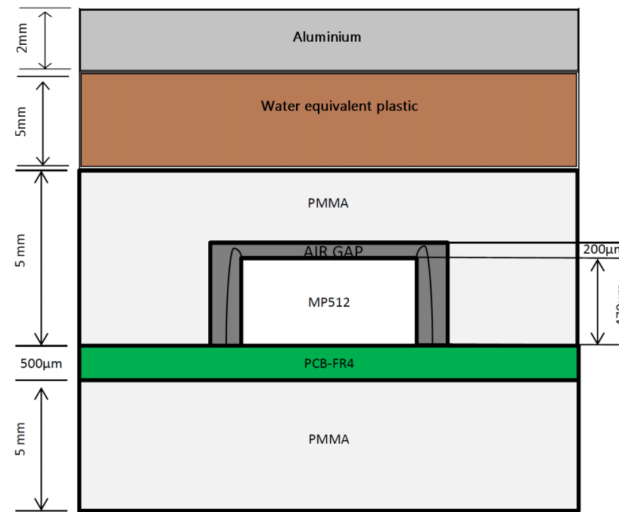 2mm
Aluminium
5mm
Water equivalent plastic
5 mm
PMMA
AIR GAP
200µm
MP512
500µm
PCB-FR4
5 mm
PMMA